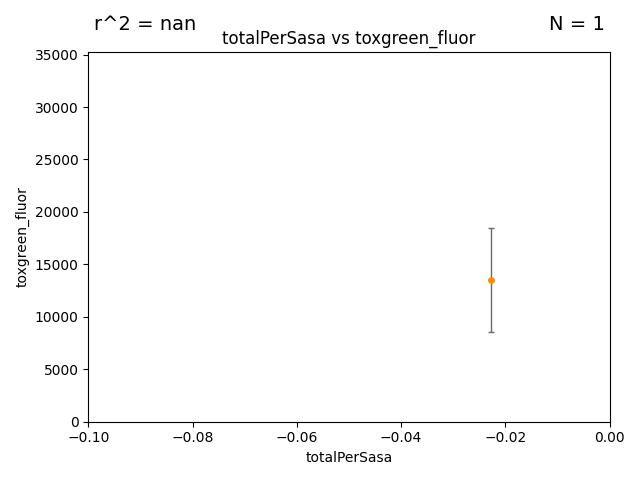 r^2 = nan
N = 1
totalPerSasa vs toxgreen_fluor
35000
30000
25000
20000
15000
10000
5000
0
toxgreen_fluor
−0.10
−0.08
−0.06
−0.04
−0.02
0.00
totalPerSasa